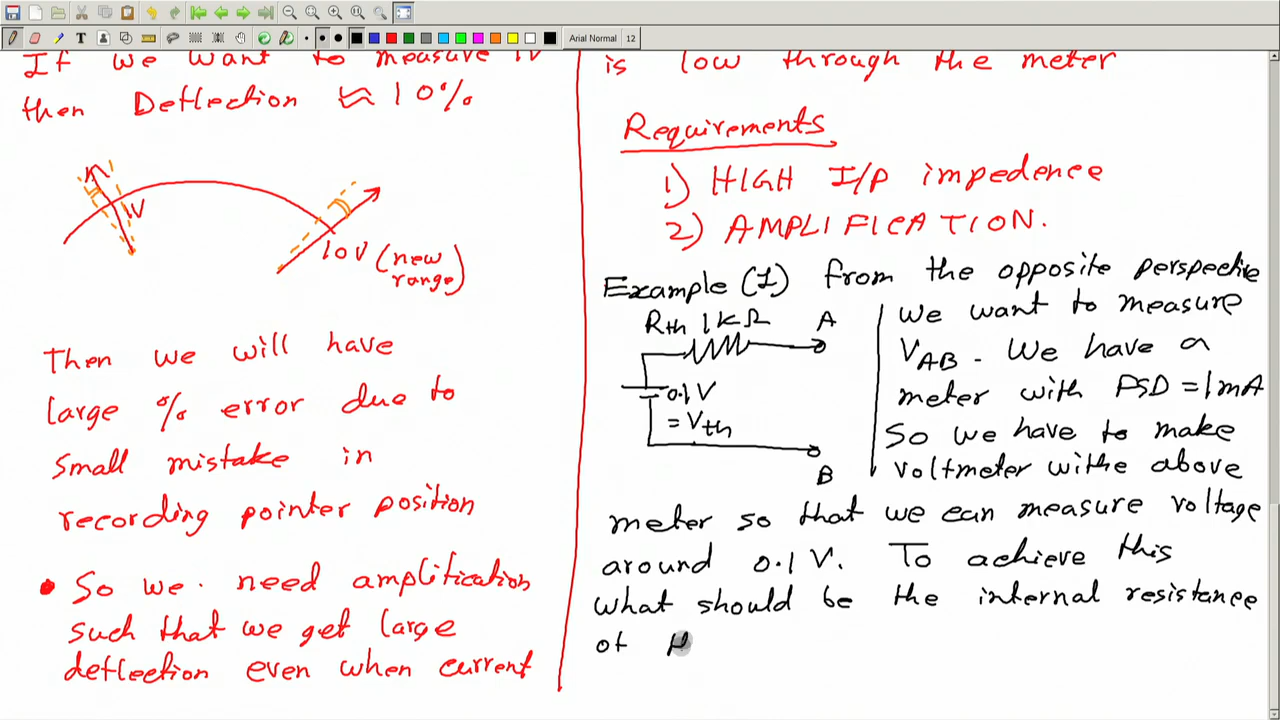 Arial Normal 12
If we want to measure 1V
then Deflection ≈ 10%
1V
10V (new
range)
Then we will have
large % error due to
small mistake in
recording pointer position
• So we need amplification
such that we get large
deflection even when current
is low through the meter
Requirements
1) HIGH I/P impedence
2) AMPLIFICATION.
Example (1) from the opposite perspective
Rth 1kΩ A
0.1V
= Vth
B
We want to measure
VAB. We have a
meter with FSD = 1mA
So we have to make
voltmeter withe above
meter so that we can measure voltage
around 0.1 V. To achieve this
what should be the internal resistance
of